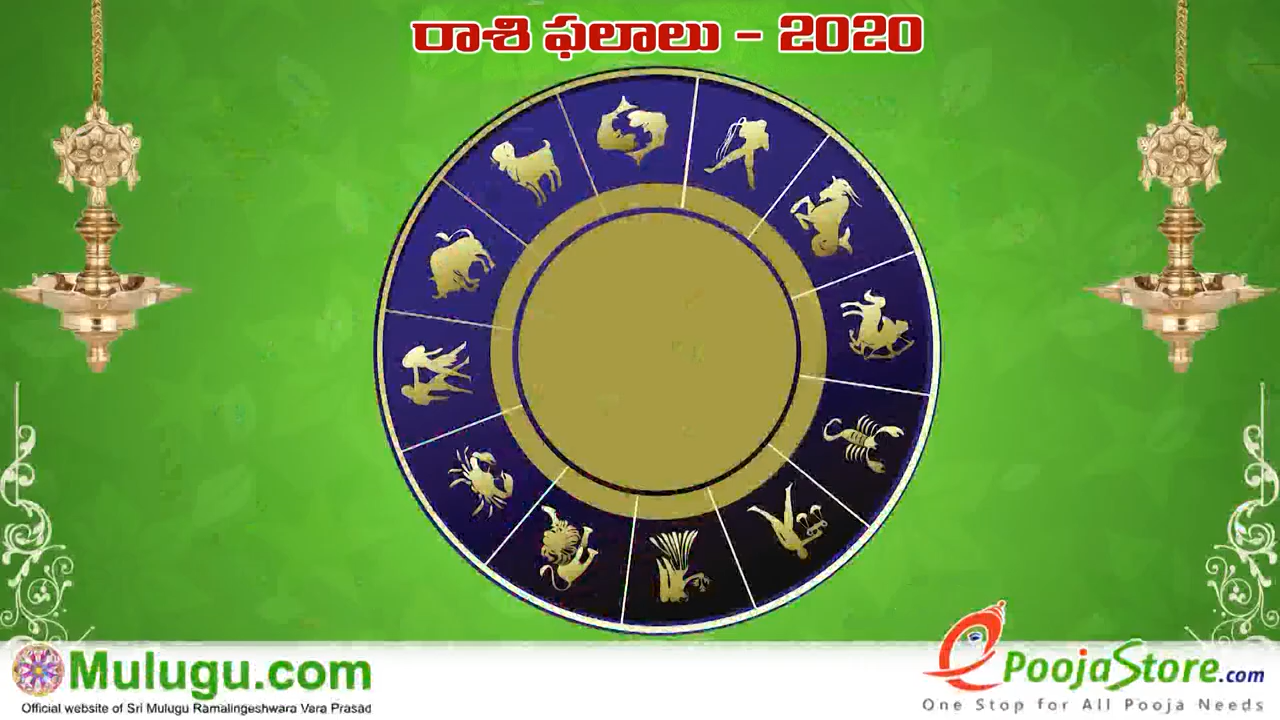 రాశి ఫలాలు - 2020
Mulugu.com
Official website of Sri Mulugu Ramalingeshwara Vara Prasad
ePoojaStore.com
One Stop for All Pooja Needs